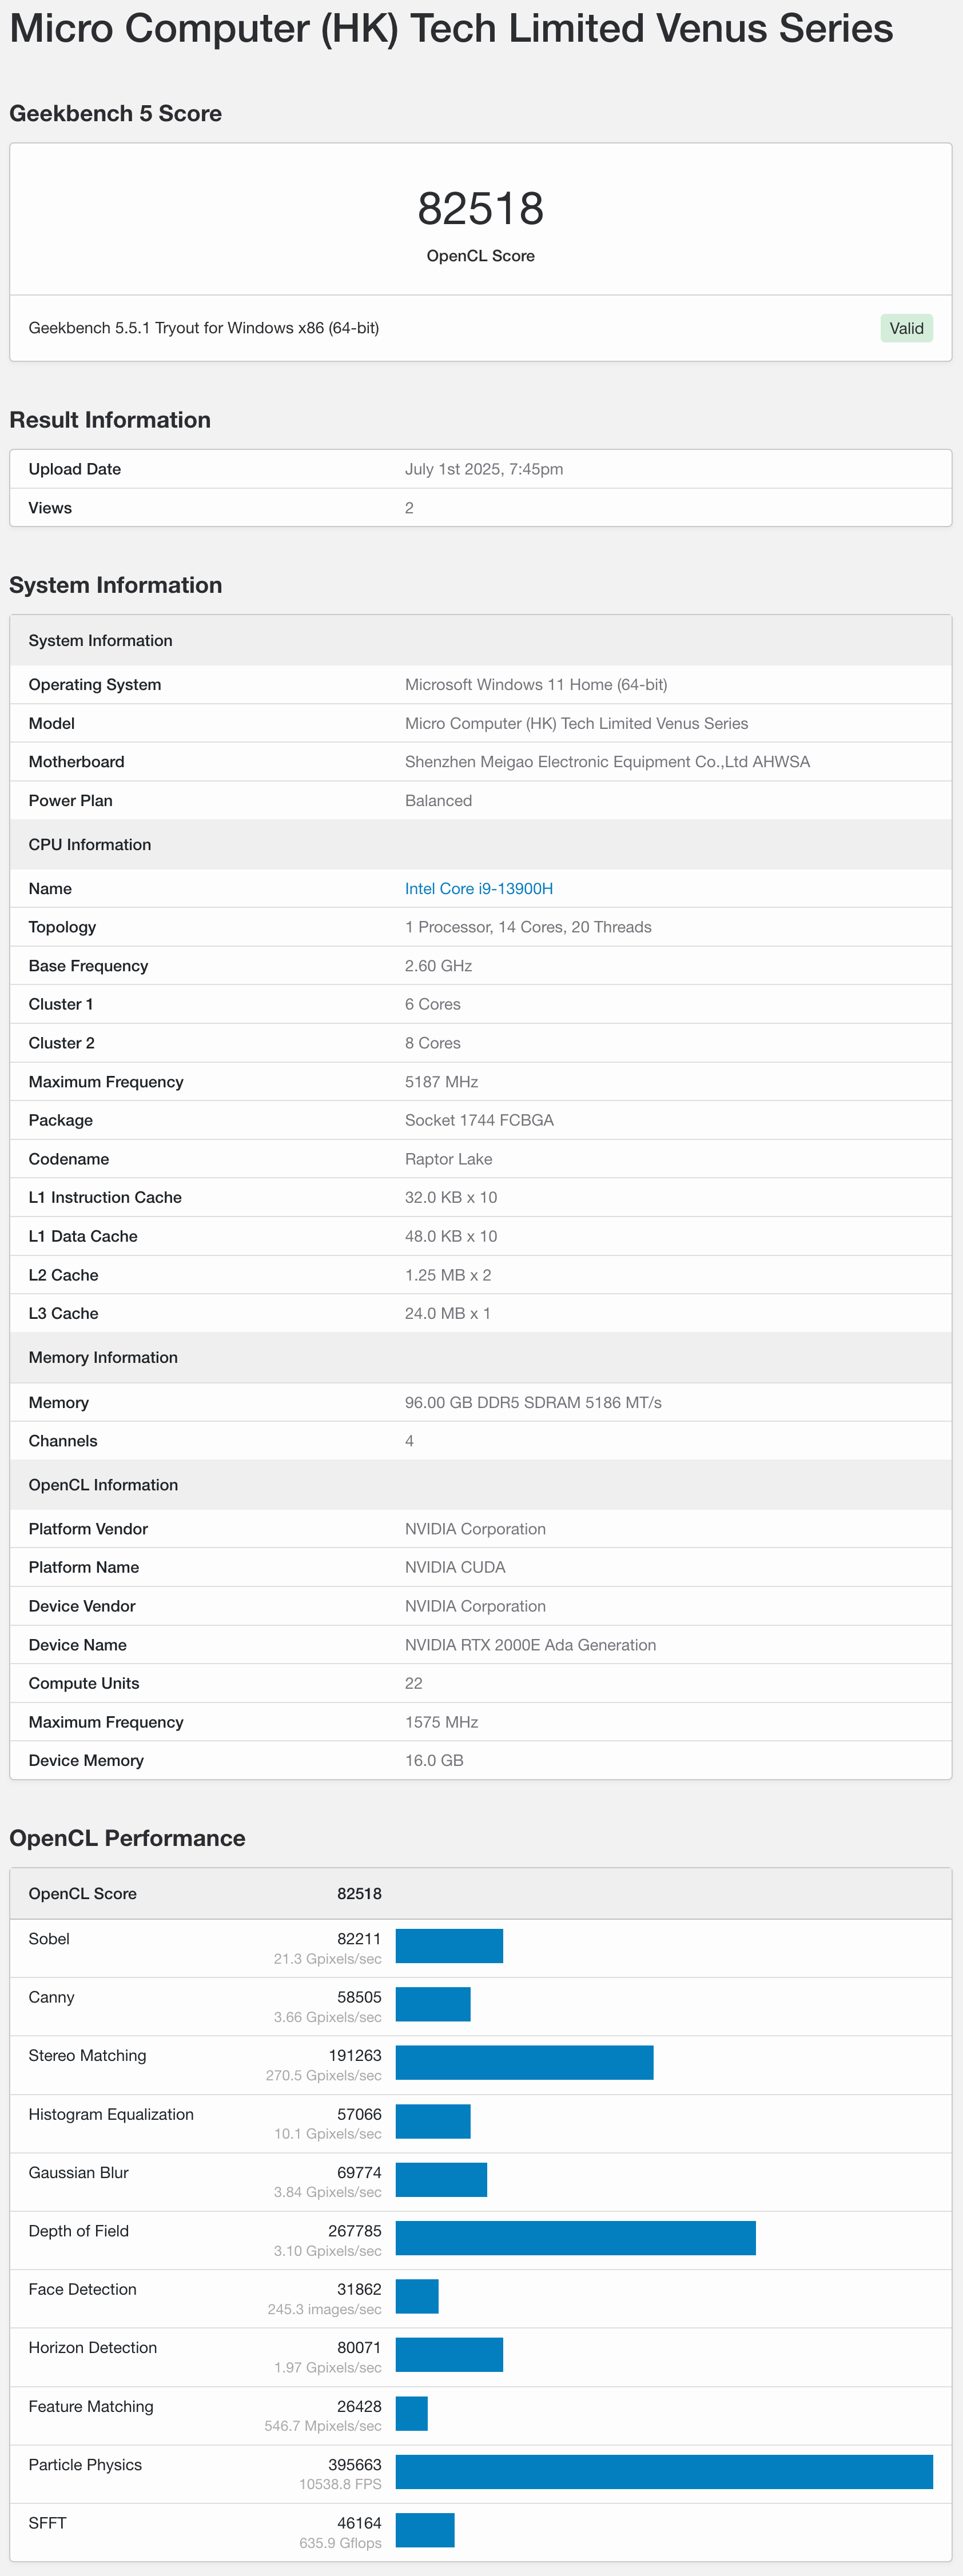 Micro Computer (HK) Tech Limited Venus Series
Geekbench 5 Score
82518
OpenCL Score
Geekbench 5.5.1 Tryout for Windows x86 (64-bit) Valid
Result Information
Upload Date July 1st 2025, 7:45pm
Views 2
System Information
System Information
Operating System Microsoft Windows 11 Home (64-bit)
Model Micro Computer (HK) Tech Limited Venus Series
Motherboard Shenzhen Meigao Electronic Equipment Co.,Ltd AHWSA
Power Plan Balanced
CPU Information
Name Intel Core i9-13900H
Topology 1 Processor, 14 Cores, 20 Threads
Base Frequency 2.60 GHz
Cluster 1 6 Cores
Cluster 2 8 Cores
Maximum Frequency 5187 MHz
Package Socket 1744 FCBGA
Codename Raptor Lake
L1 Instruction Cache 32.0 KB x 10
L1 Data Cache 48.0 KB x 10
L2 Cache 1.25 MB x 2
L3 Cache 24.0 MB x 1
Memory Information
Memory 96.00 GB DDR5 SDRAM 5186 MT/s
Channels 4
OpenCL Information
Platform Vendor NVIDIA Corporation
Platform Name NVIDIA CUDA
Device Vendor NVIDIA Corporation
Device Name NVIDIA RTX 2000E Ada Generation
Compute Units 22
Maximum Frequency 1575 MHz
Device Memory 16.0 GB
OpenCL Performance
OpenCL Score 82518
Sobel 82211
21.3 Gpixels/sec
Canny 58505
3.66 Gpixels/sec
Stereo Matching 191263
270.5 Gpixels/sec
Histogram Equalization 57066
10.1 Gpixels/sec
Gaussian Blur 69774
3.84 Gpixels/sec
Depth of Field 267785
3.10 Gpixels/sec
Face Detection 31862
245.3 images/sec
Horizon Detection 80071
1.97 Gpixels/sec
Feature Matching 26428
546.7 Mpixels/sec
Particle Physics 395663
10538.8 FPS
SFFT 46164
635.9 Gflops